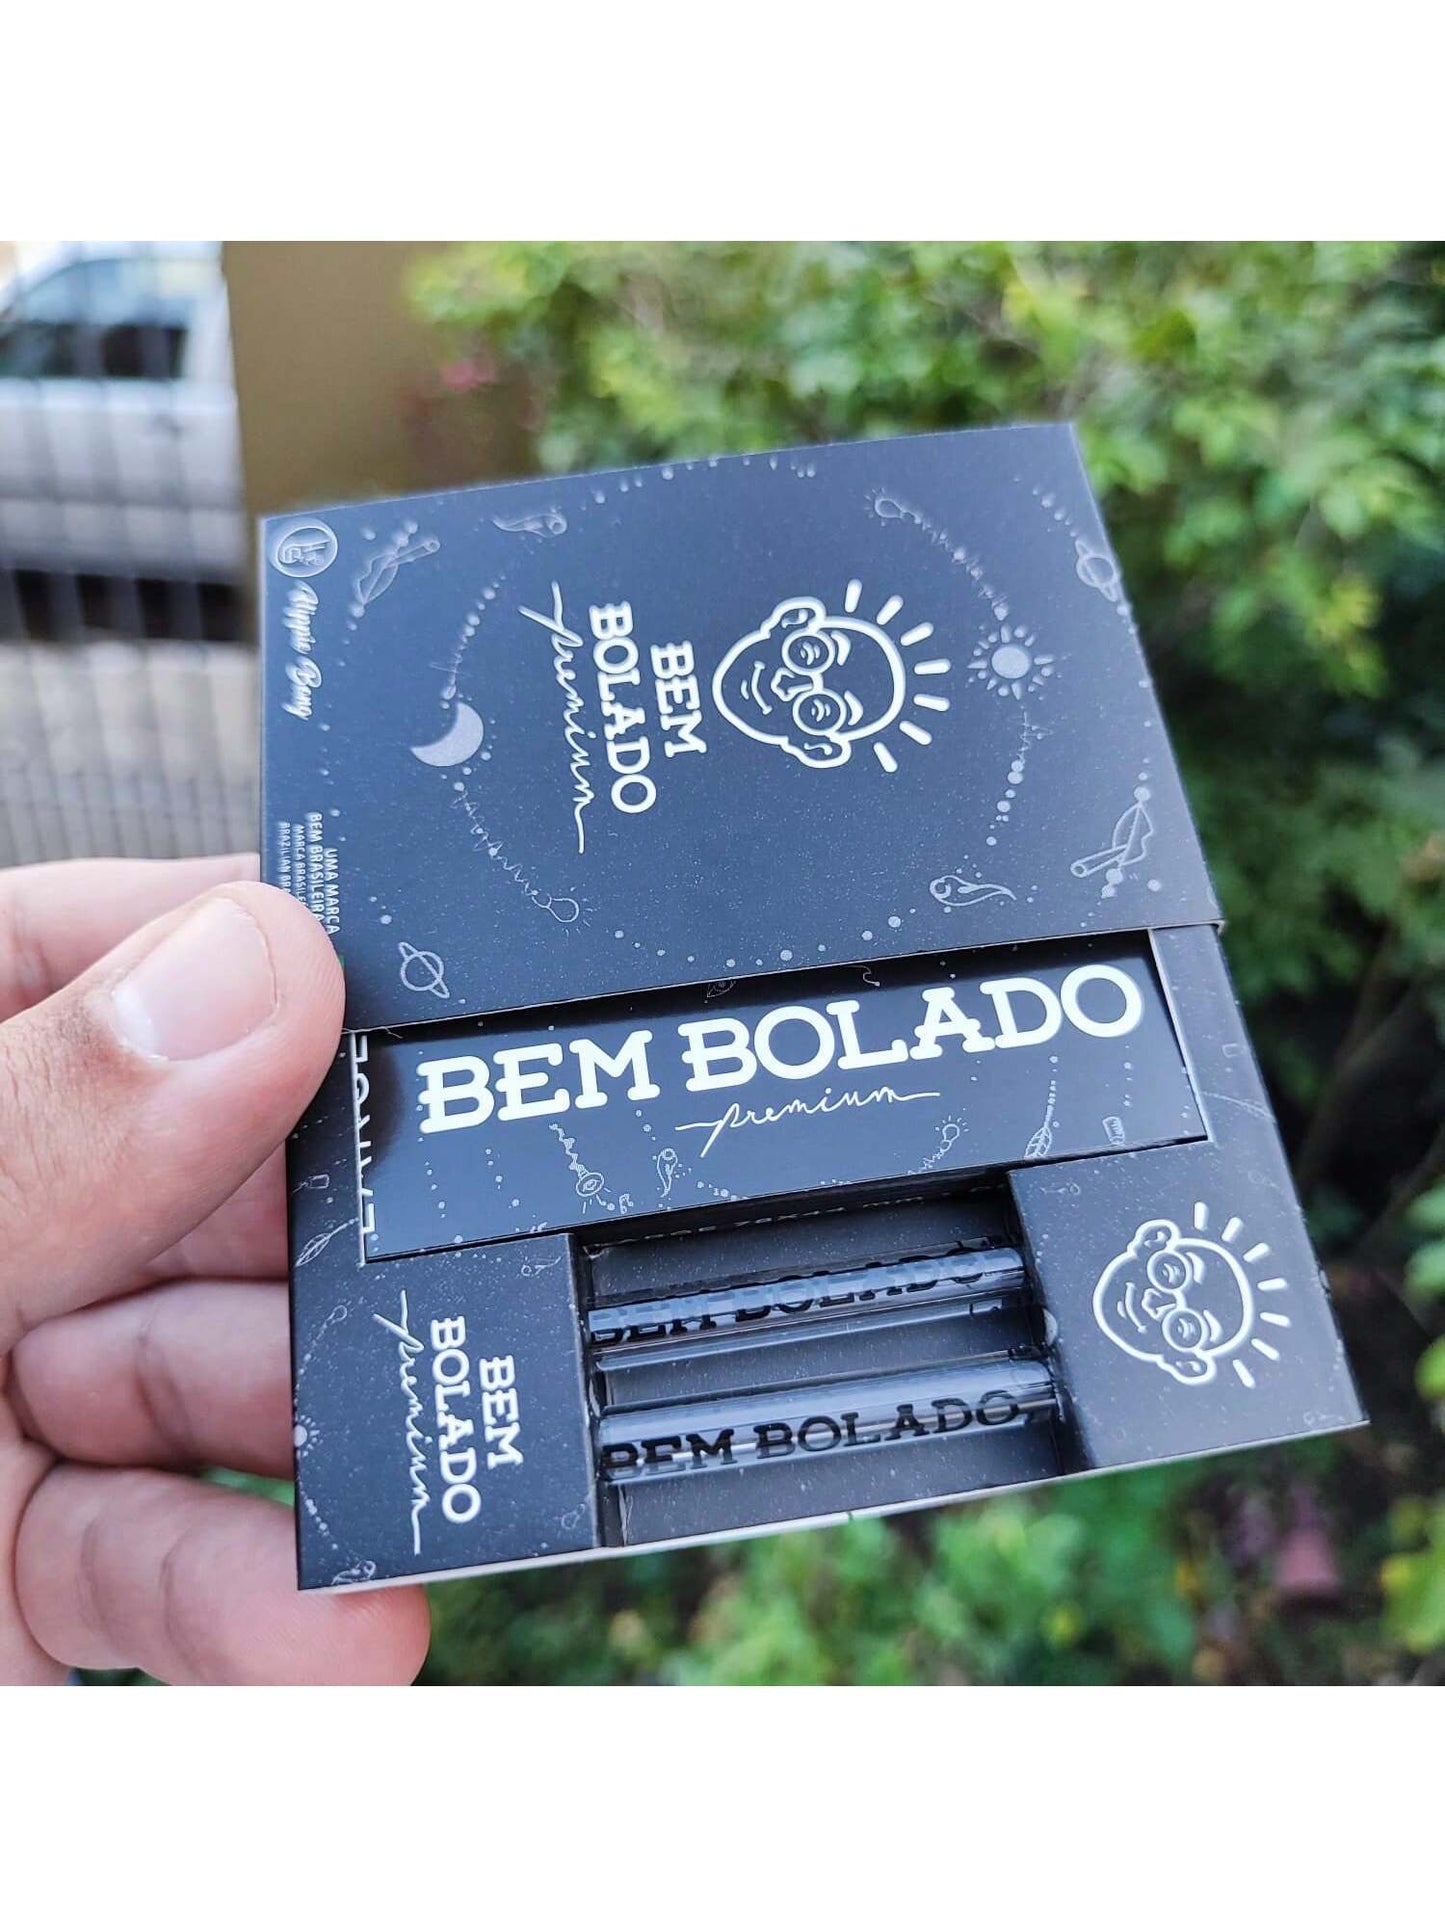 Hippie Bong
UMA MARCA
BEM BRASILEIRA
BEM
BOLADO
premium
BEM BOLADO
premium
BEM
BOLADO
premium
BEM BOLADO
BEM BOLADO